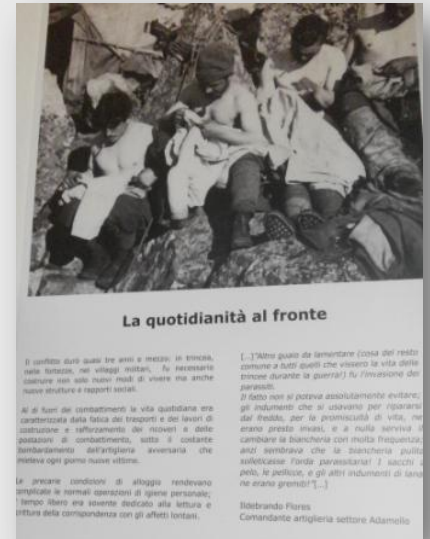 La quotidianità al fronte
Il conflitto durò quasi tre anni e mezzo: in trincee,
nelle fortezze, nei villaggi militari, fu necessario
costruire non solo nuovi modi di vivere ma anche
nuove strutture e rapporti sociali.
Al di fuori dei combattimenti la vita quotidiana era
caratterizzata dalla fatica dei trasporti e dei lavori di
costruzione e rafforzamento dei ricoveri e delle
postazioni di combattimento, sotto il costante
bombardamento dell'artiglieria avversaria che
mieteva ogni giorno nuove vittime.
Le precarie condizioni di alloggio rendevano
complicate le normali operazioni di igiene personale;
tempo libero era sovente dedicato alla lettura e
scrittura della corrispondenza con gli affetti lontani.
[...]"Altro guaio da lamentare (cosa del resto
comune a tutti quelli che vissero la vita delle
trincee durante la guerra!) fu l'invasione dei
parassiti.
Il fatto non si poteva assolutamente evitare;
gli indumenti che si usavano per ripararsi
dal freddo, per la promiscuità di vita, ne
erano presto invasi, e a nulla serviva il
cambiare la biancheria con molta frequenza;
anzi sembrava che la biancheria pulita
solleticasse l'orda parassitaria! I sacchi a
pelo, le pellicce, e gli altri indumenti di lana
ne erano gremiti!"[...]
Ildebrando Flores
Comandante artiglieria settore Adamello